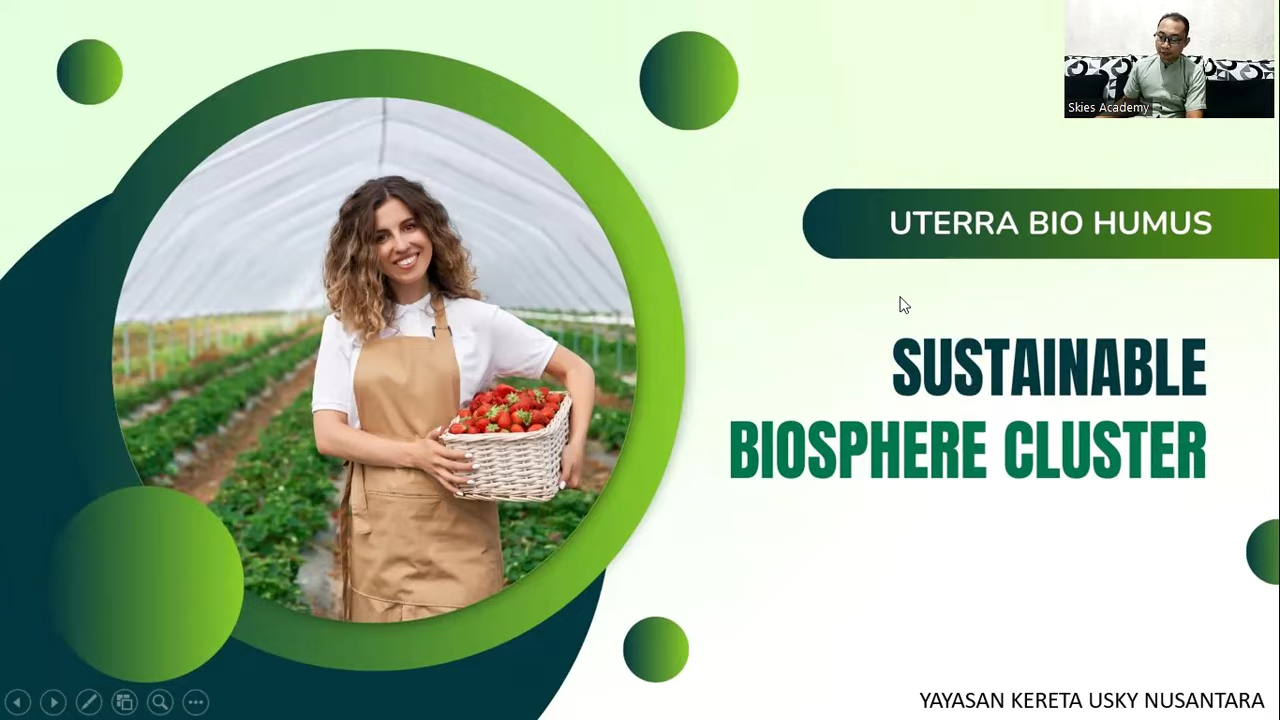 Skies Academy
UTERRA BIO HUMUS
SUSTAINABLE
BIOSPHERE CLUSTER
YAYASAN KERETA USKY NUSANTARA